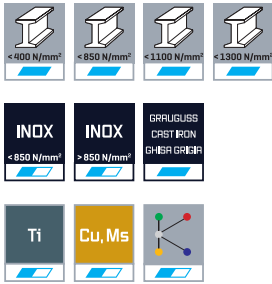 <400 N/mm²
<850 N/mm²
<1100 N/mm²
<1300 N/mm²
INOX
<850 N/mm²
INOX
>850 N/mm²
GRAUGUSS
CAST IRON
GHISA GRIGIA
Ti
Cu, Ms